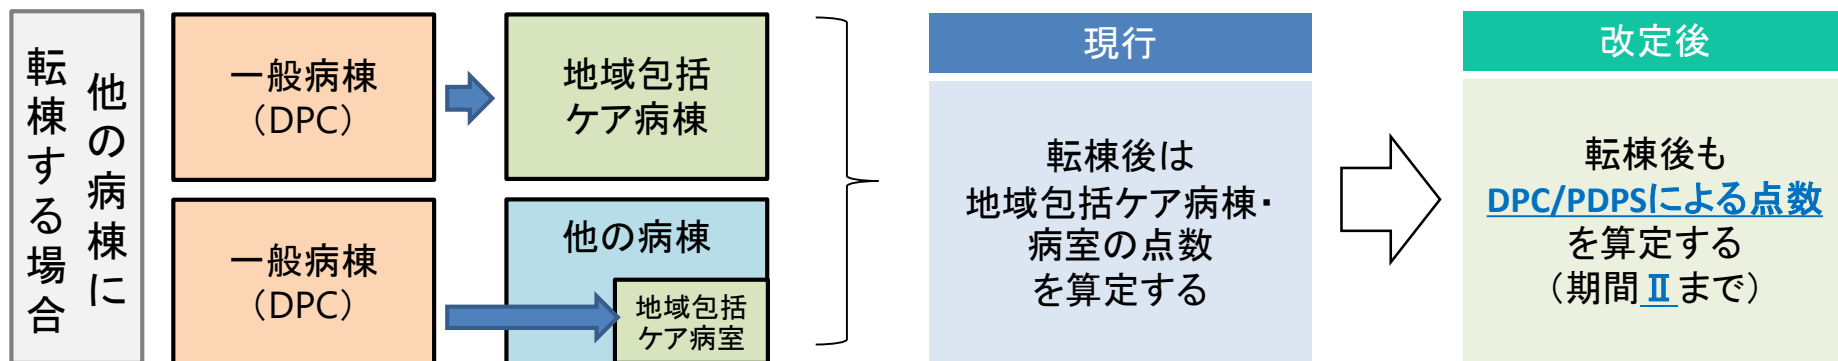 他の病棟に
転棟する場合
一般病棟
（DPC）
地域包括
ケア病棟
一般病棟
（DPC）
他の病棟
地域包括
ケア病室
現行
転棟後は
地域包括ケア病棟・
病室の点数
を算定する
改定後
転棟後も
DPC/PDPSによる点数
を算定する
（期間Ⅱまで）